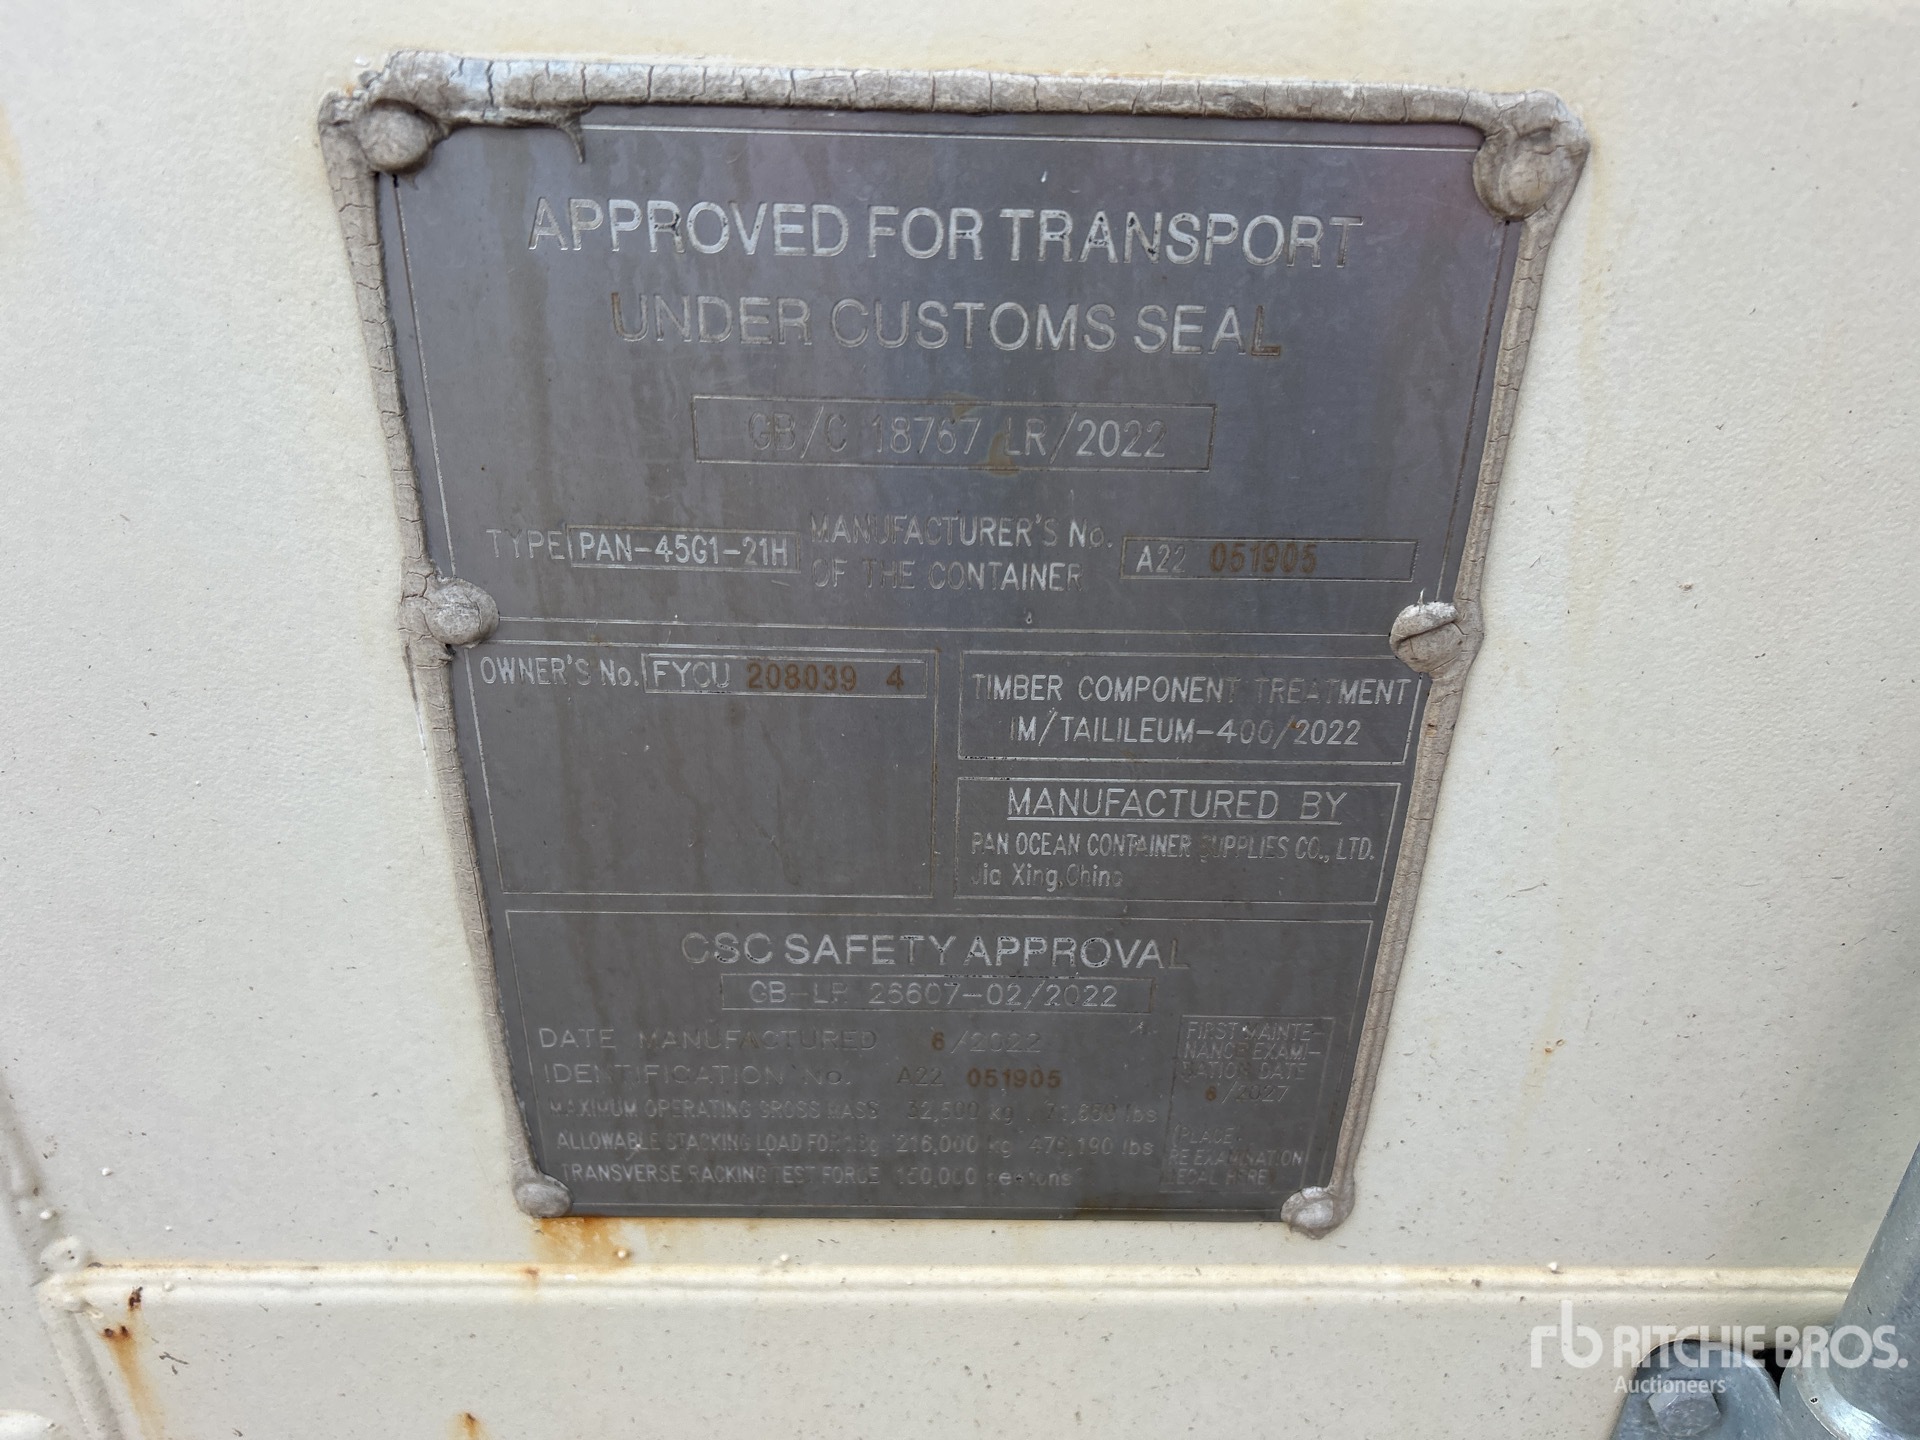 APPROVED FOR TRANSPORT
UNDER CUSTOMS SEAL
GB/C 18767 LR/2022
TYPE PAN-45G1-21H MANUFACTURER'S No. OF THE CONTAINER A22 051905
OWNER'S No. FYCU 208039 4
TIMBER COMPONENT TREATMENT
IM/TAILILEUM-400/2022
MANUFACTURED BY
PAN OCEAN CONTAINER SUPPLIES CO., LTD.
Jia Xing, China
CSC SAFETY APPROVAL
GB-LR 26607-02/2022
DATE MANUFACTURED 6/2022
IDENTIFICATION No. A22 051905
MAXIMUM OPERATING GROSS MASS 32,500 kg 71,650 lbs
ALLOWABLE STACKING LOAD FOR 1.8g 216,000 kg 476,190 lbs
TRANSVERSE RACKING TEST FORCE 150,000 newtons
FIRST MAINTE-
NANCE EXAMI-
NATION DATE
6/2027
(PLACE
RE EXAMINATION
DECAL HERE)
rb RITCHIE BROS.
Auctioneers